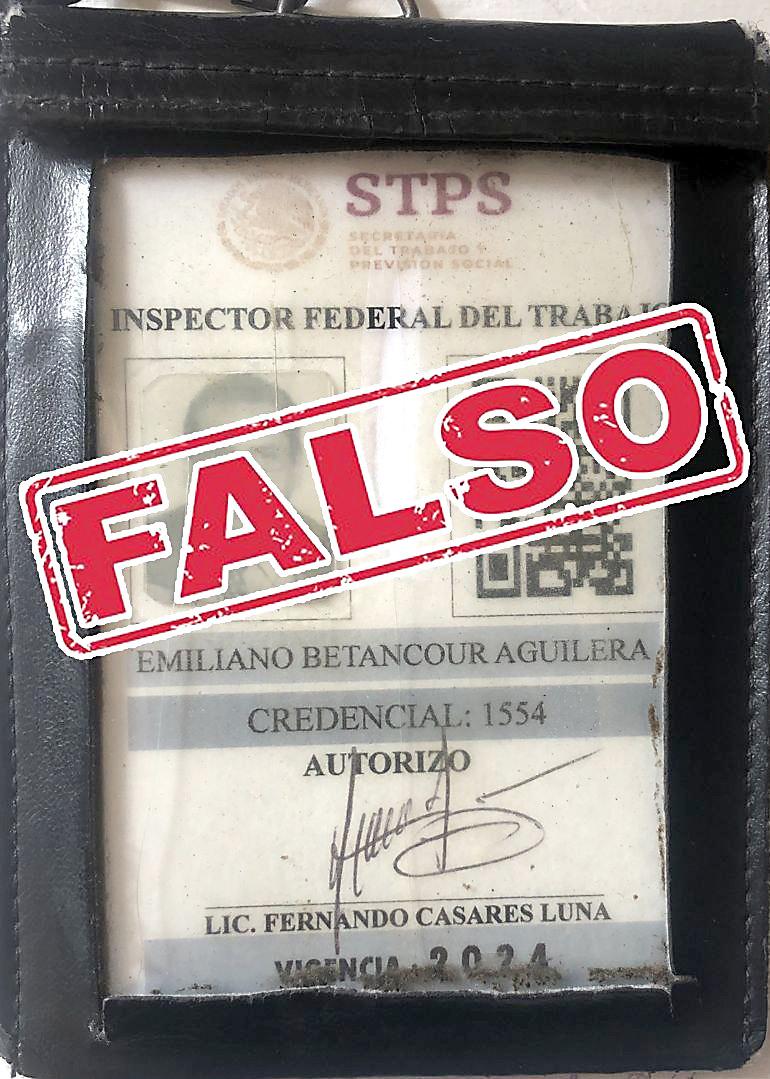 STPS
SECRETARÍA
DEL TRABAJO Y
PREVISIÓN SOCIAL
INSPECTOR FEDERAL DEL TRABAJO
FALSO
EMILIANO BETANCOUR AGUILERA
CREDENCIAL: 1554
AUTORIZO
LIC. FERNANDO CASARES LUNA
VIGENCIA: 2024